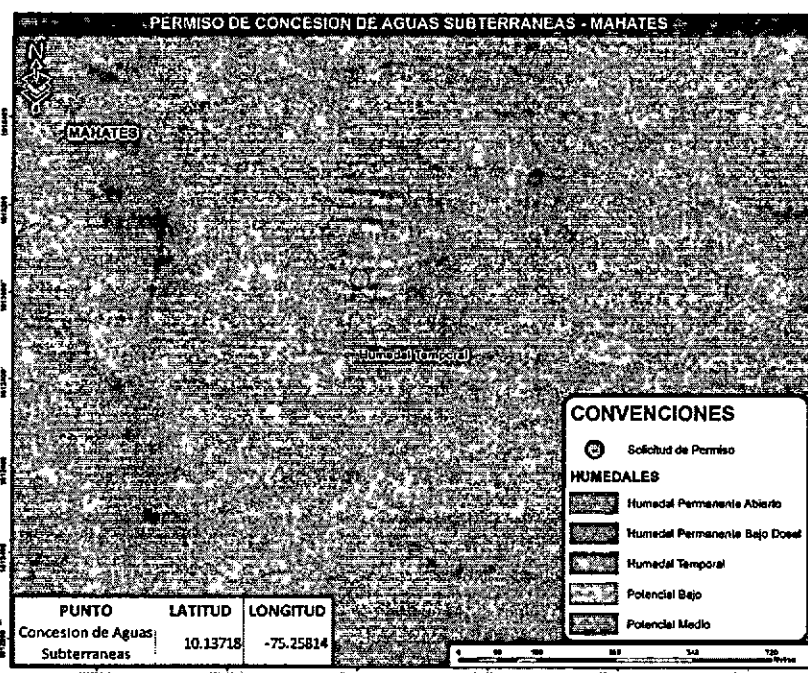 PERMISO DE CONCESION DE AGUAS SUBTERRANEAS - MAHATES
N
MAHATES
Humedal Temporal
CONVENCIONES
Solicitud de Permiso
HUMEDALES
Humedal Permanente Abierto
Humedal Permanente Bajo Dosel
Humedal Temporal
Potencial Bajo
Potencial Medio
PUNTO LATITUD LONGITUD
Concesion de Aguas Subterraneas 10.13718 -75.25814